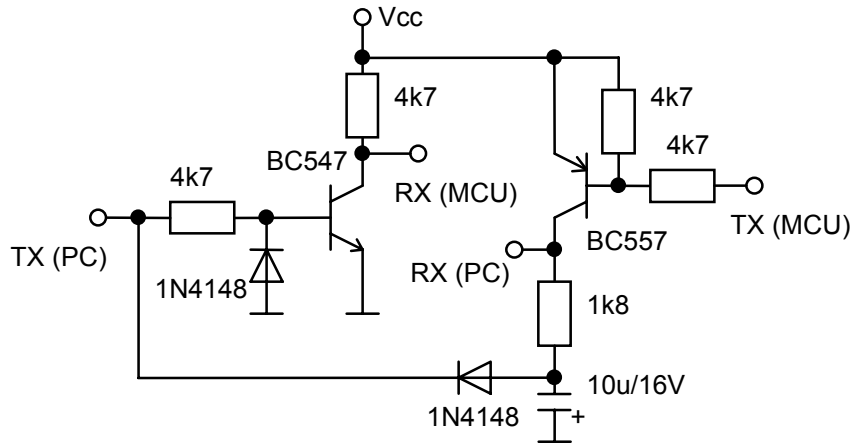 Vcc
4k7
4k7
BC547
4k7
4k7
RX (MCU)
TX (PC)
TX (MCU)
RX (PC)
BC557
1N4148
1k8
10u/16V
1N4148
+